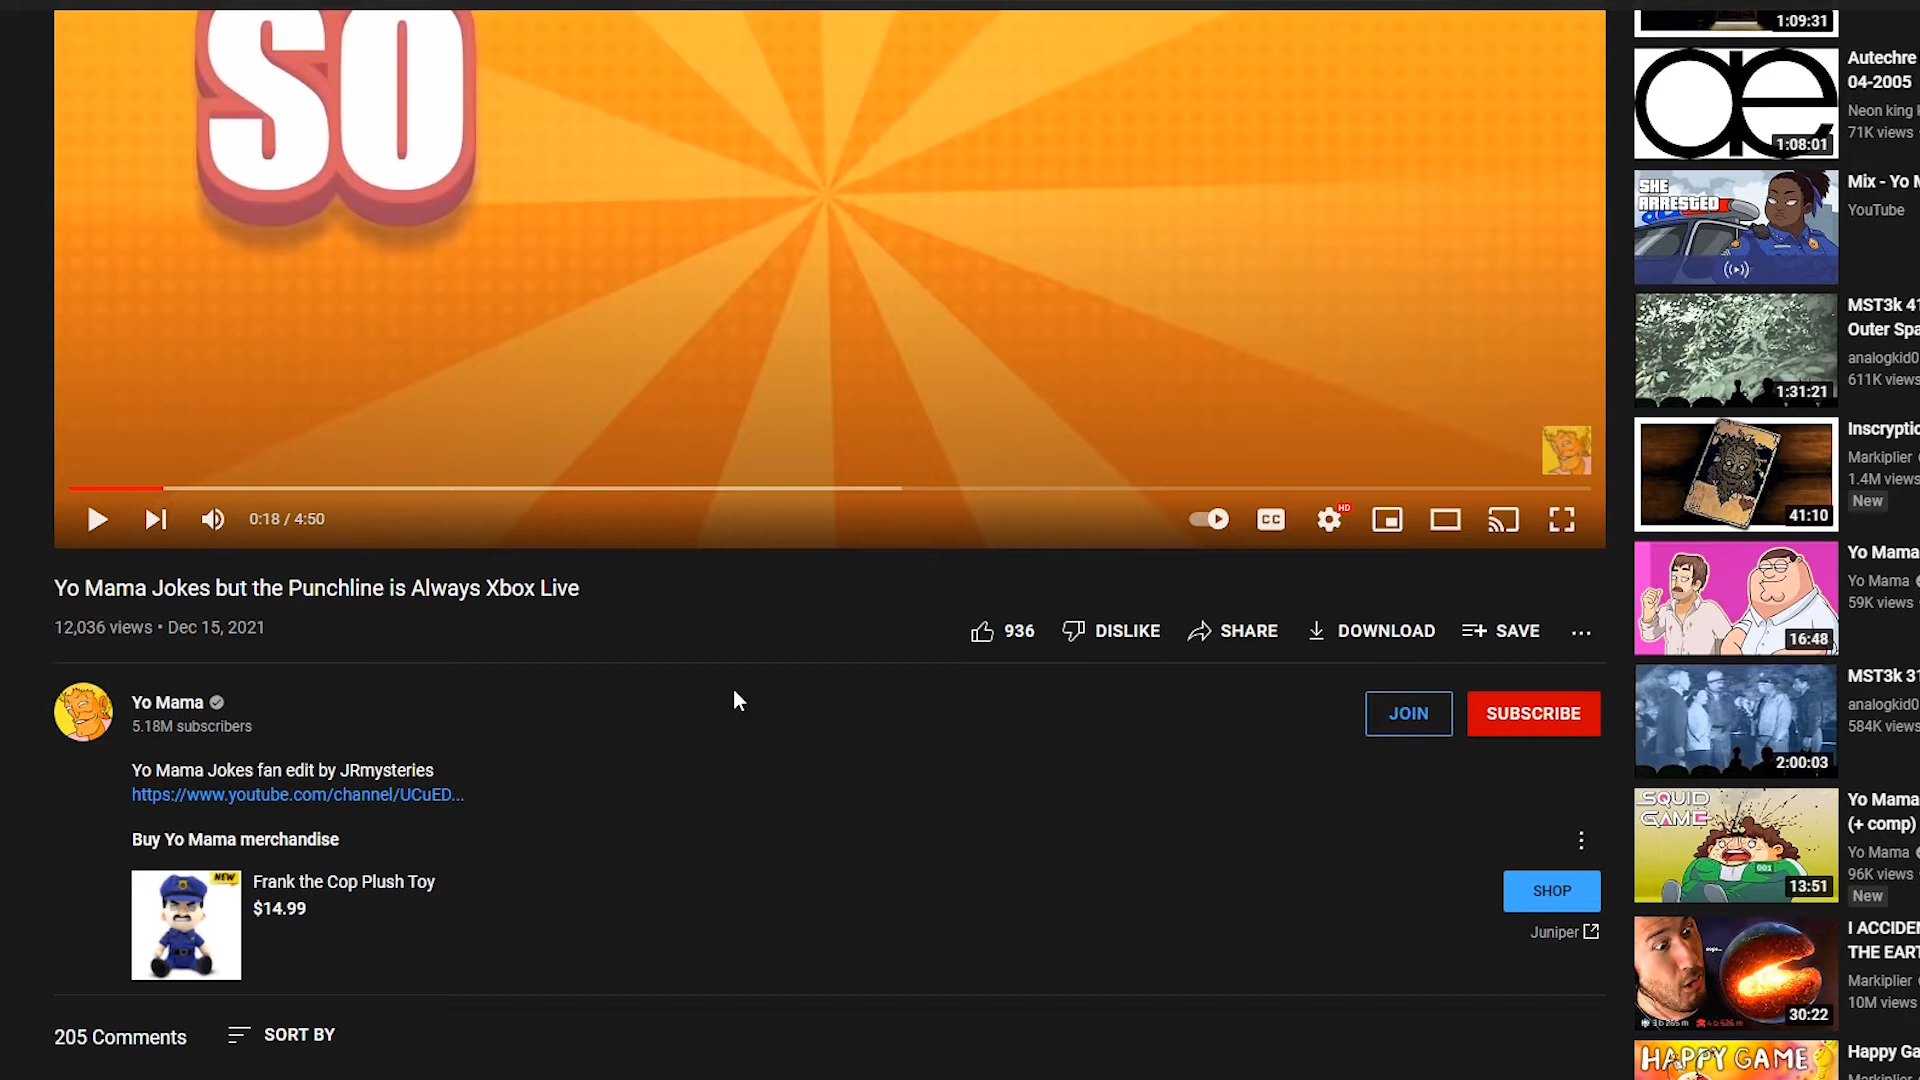 SO
0:18 / 4:50
CC
HD
Yo Mama Jokes but the Punchline is Always Xbox Live
12,036 views • Dec 15, 2021
936
DISLIKE
SHARE
DOWNLOAD
SAVE
Yo Mama
5.18M subscribers
JOIN
SUBSCRIBE
Yo Mama Jokes fan edit by JRmysteries
https://www.youtube.com/channel/UCuED...
Buy Yo Mama merchandise
NEW
Frank the Cop Plush Toy
$14.99
SHOP
Juniper
205 Comments
SORT BY
1:09:31
ae
1:08:01
Autechre
04-2005
Neon king
71K views
SHE
ARRESTED
Mix - Yo
YouTube
1:31:21
MST3k
Outer
analogkid0
611K views
41:10
Markiplier
1.4M views
New
16:48
Yo Mama
Yo Mama
59K views
2:00:03
MST3k
analogkid0
584K views
SQUID
GAME
001
13:51
Yo Mama
(+ comp)
Yo Mama
96K views
New
30:22
I
THE
Markiplier
10M views
HAPPY GAME
Happy